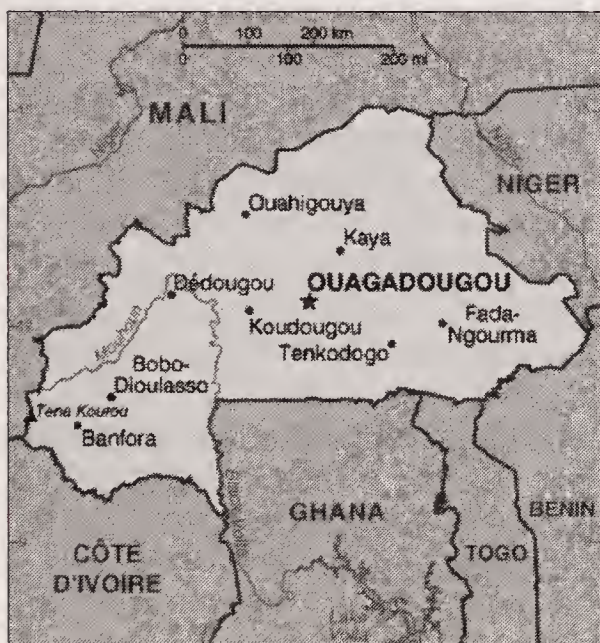 0 100 200 km
0 100 200 mi
MALI
Niger
NIGER
Ouahigouya
Kaya
Dédougou
OUAGADOUGOU
Mouhoun
Koudougou
Fada-
Ngourma
Tenkodogo
Bobo-
Dioulasso
Tena Kourou
Banfora
GHANA
BENIN
TOGO
CÔTE
D'IVOIRE